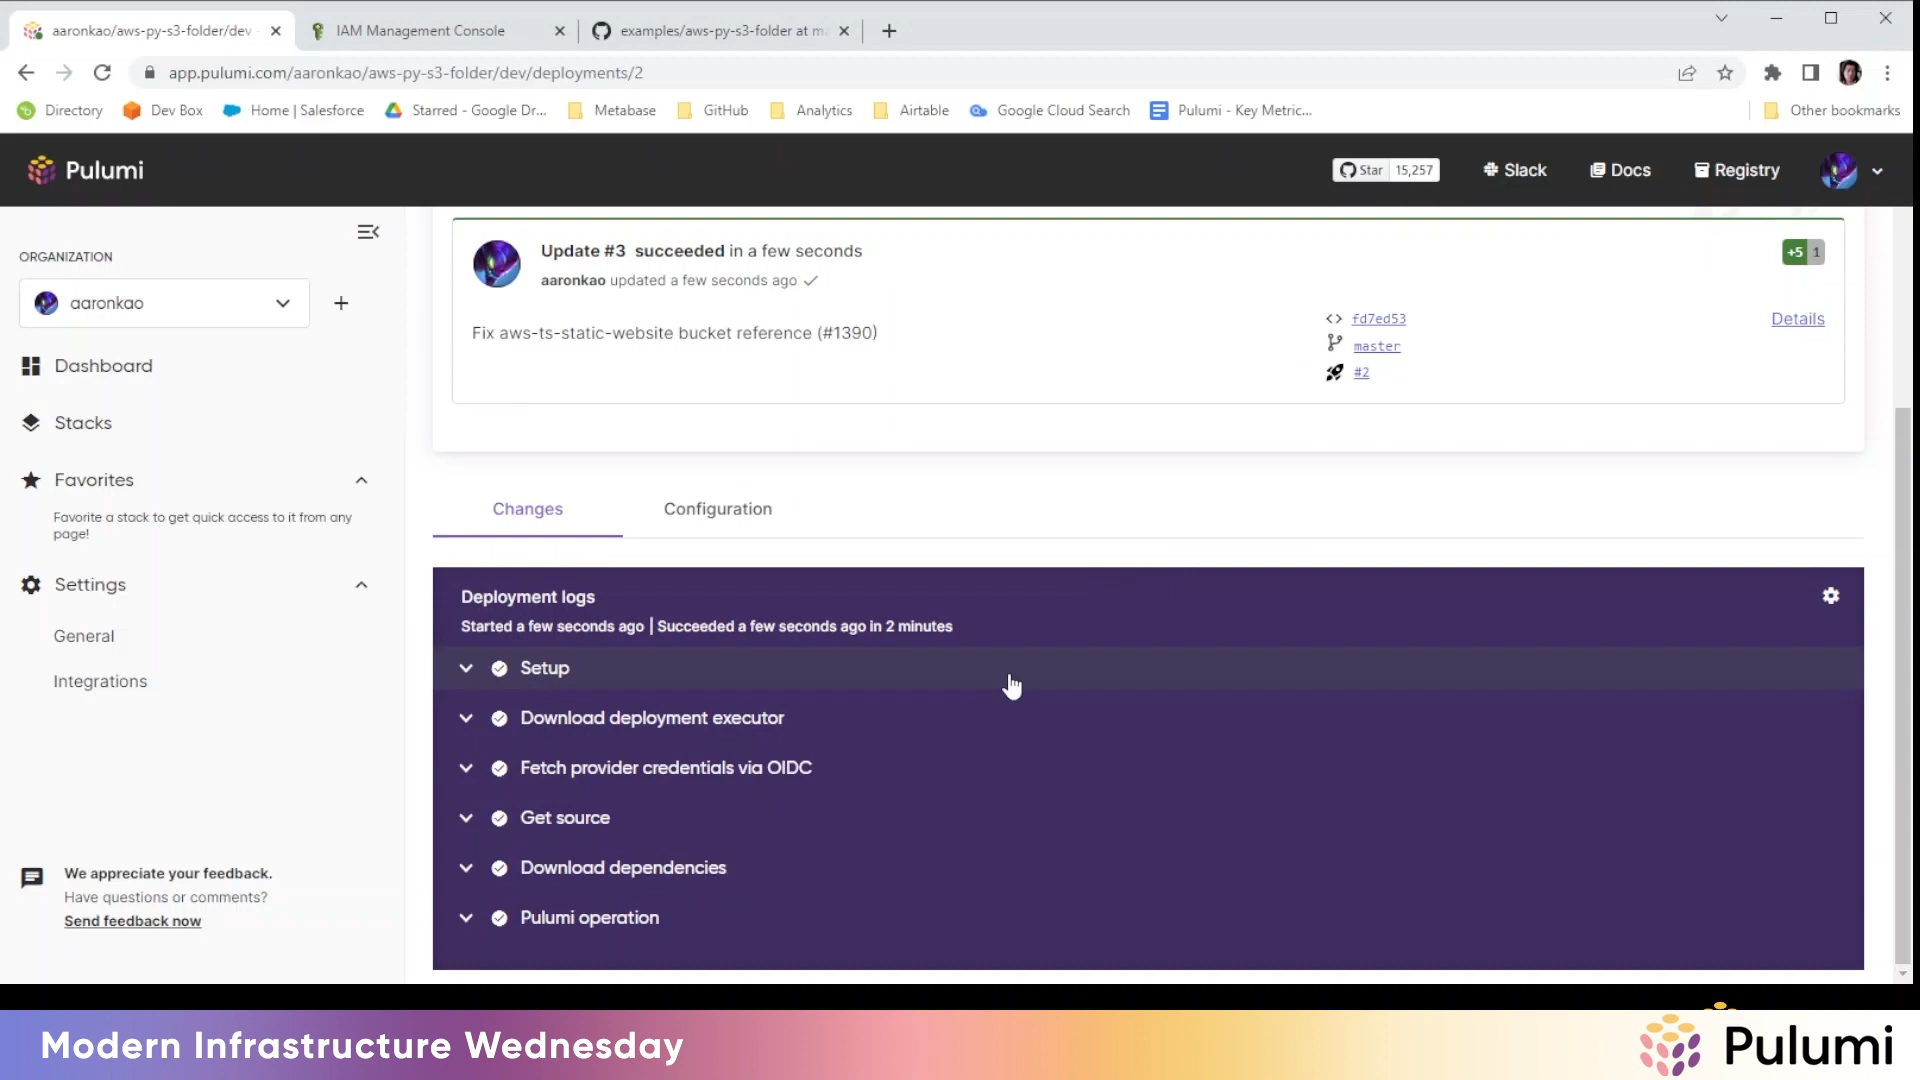 aaronkao/aws-py-s3-folder/dev
IAM Management Console
examples/aws-py-s3-folder at ma
app.pulumi.com/aaronkao/aws-py-s3-folder/dev/deployments/2
Directory
Dev Box
Home | Salesforce
Starred - Google Dr...
Metabase
GitHub
Analytics
Airtable
Google Cloud Search
Pulumi - Key Metric...
Other bookmarks
Pulumi
Star 15,257
Slack
Docs
Registry
ORGANIZATION
aaronkao
Dashboard
Stacks
Favorites
Favorite a stack to get quick access to it from any
page!
Settings
General
Integrations
We appreciate your feedback.
Have questions or comments?
Send feedback now
Update #3 succeeded in a few seconds
+5 1
aaronkao updated a few seconds ago
Fix aws-ts-static-website bucket reference (#1390)
fd7ed53
master
#2
Details
Changes
Configuration
Deployment logs
Started a few seconds ago | Succeeded a few seconds ago in 2 minutes
Setup
Download deployment executor
Fetch provider credentials via OIDC
Get source
Download dependencies
Pulumi operation
Modern Infrastructure Wednesday
Pulumi